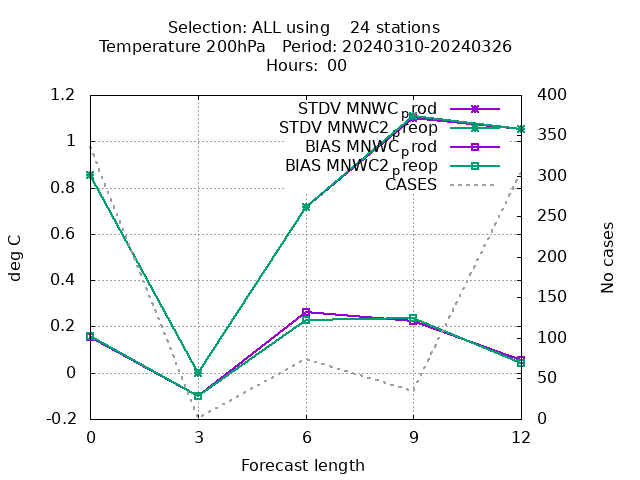 Selection: ALL using    24 stations
Temperature 200hPa   Period: 20240310-20240326
Hours: 00
STDV MNWC_prod
STDV MNWC2_preop
BIAS MNWC_prod
BIAS MNWC2_preop
CASES
1.2
1
0.8
0.6
0.4
0.2
0
-0.2
400
350
300
250
200
150
100
50
0
deg C
No cases
0 3 6 9 12
Forecast length